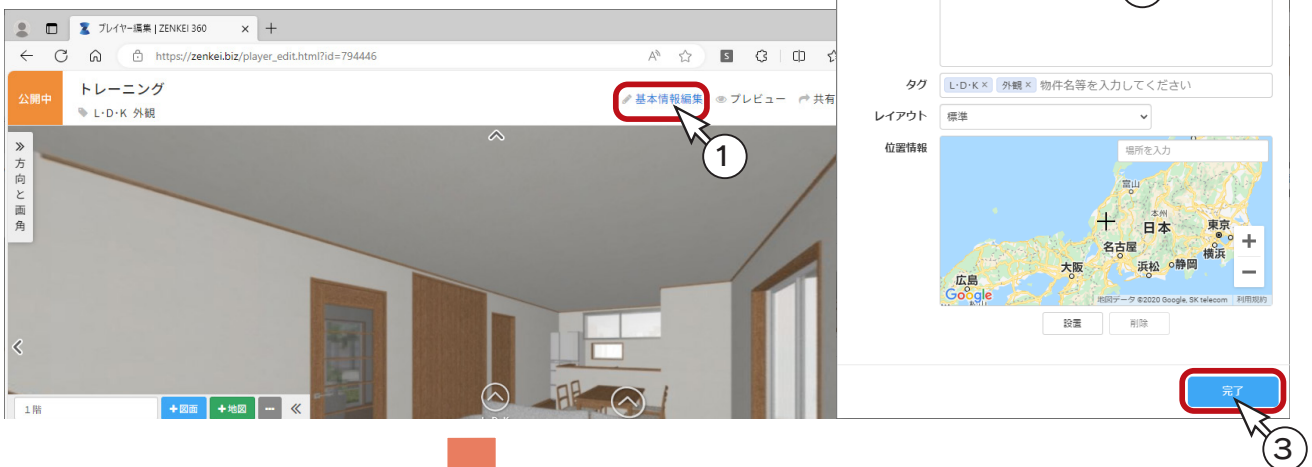 プレイヤー編集 | ZENKEI 360
https://zenkei.biz/player_edit.html?id=794446
公開中
トレーニング
L・D・K 外観
基本情報編集
プレビュー
共有
1
方向と画角
1階
+図面
+地図
タグ
L・D・K ×
外観 ×
物件名等を入力してください
レイアウト
標準
位置情報
場所を入力
富山
本州
日本
東京
名古屋
横浜
大阪
浜松
静岡
広島
Google
地図データ ©2020 Google, SK telecom
利用規約
設置
削除
完了
3